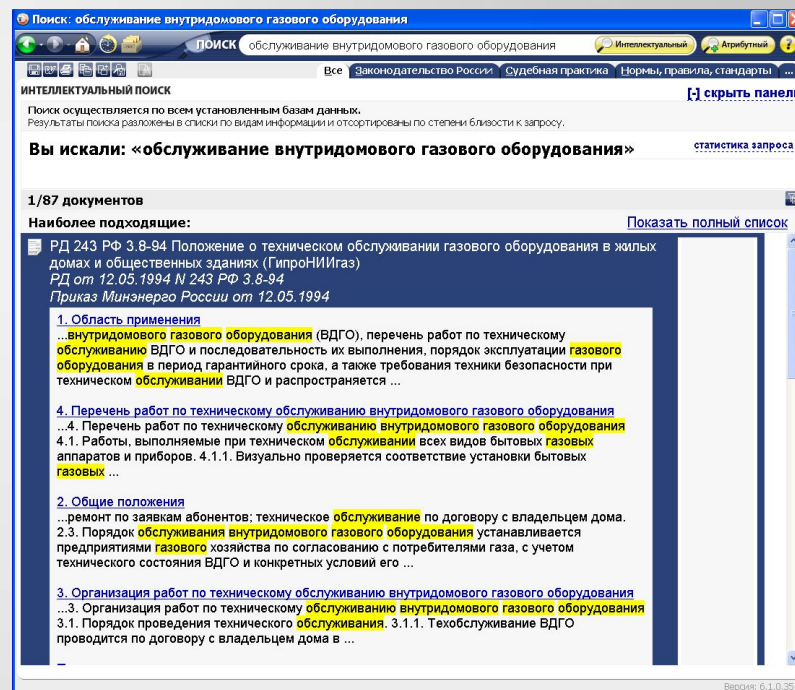 Поиск: обслуживание внутридомового газового оборудования
ПОИСК обслуживание внутридомового газового оборудования Интеллектуальный Атрибутный ?
Все Законодательство России Судебная практика Нормы, правила, стандарты ...
ИНТЕЛЛЕКТУАЛЬНЫЙ ПОИСК
[-] скрыть панел
Поиск осуществляется по всем установленным базам данных.
Результаты поиска разложены в списки по видам информации и отсортированы по степени близости к запросу.
Вы искали: «обслуживание внутридомового газового оборудования» статистика запроса
1/87 документов
Наиболее подходящие: Показать полный список
РД 243 РФ 3.8-94 Положение о техническом обслуживании газового оборудования в жилых
домах и общественных зданиях (ГипроНИИгаз)
РД от 12.05.1994 N 243 РФ 3.8-94
Приказ Минэнерго России от 12.05.1994
1. Область применения
...внутридомового газового оборудования (ВДГО), перечень работ по техническому
обслуживанию ВДГО и последовательность их выполнения, порядок эксплуатации газового
оборудования в период гарантийного срока, а также требования техники безопасности при
техническом обслуживании ВДГО и распространяется ...
4. Перечень работ по техническому обслуживанию внутридомового газового оборудования
...4. Перечень работ по техническому обслуживанию внутридомового газового оборудования
4.1. Работы, выполняемые при техническом обслуживании всех видов бытовых газовых
аппаратов и приборов. 4.1.1. Визуально проверяется соответствие установки бытовых
газовых ...
2. Общие положения
...ремонт по заявкам абонентов; техническое обслуживание по договору с владельцем дома.
2.3. Порядок обслуживания внутридомового газового оборудования устанавливается
предприятиями газового хозяйства по согласованию с потребителями газа, с учетом
технического состояния ВДГО и конкретных условий его ...
3. Организация работ по техническому обслуживанию внутридомового газового оборудования
...3. Организация работ по техническому обслуживанию внутридомового газового оборудования
3.1. Порядок проведения технического обслуживания. 3.1.1. Техобслуживание ВДГО
проводится по договору с владельцем дома в ...
Версия: 6.1.0.35